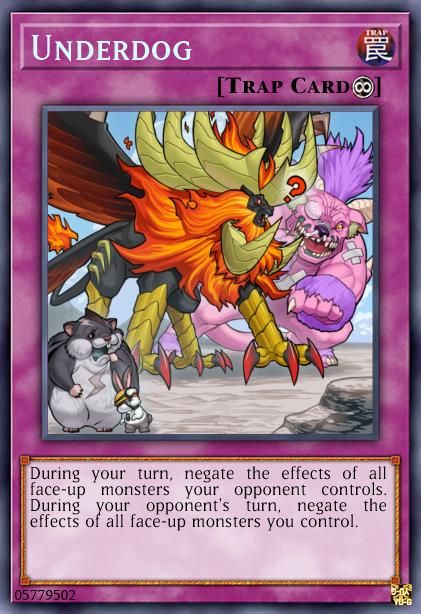 UNDERDOG
TRAP
罠
[TRAP CARD♾]
?
During your turn, negate the effects of all
face-up monsters your opponent controls.
During your opponent's turn, negate the
effects of all face-up monsters you control.
05779502